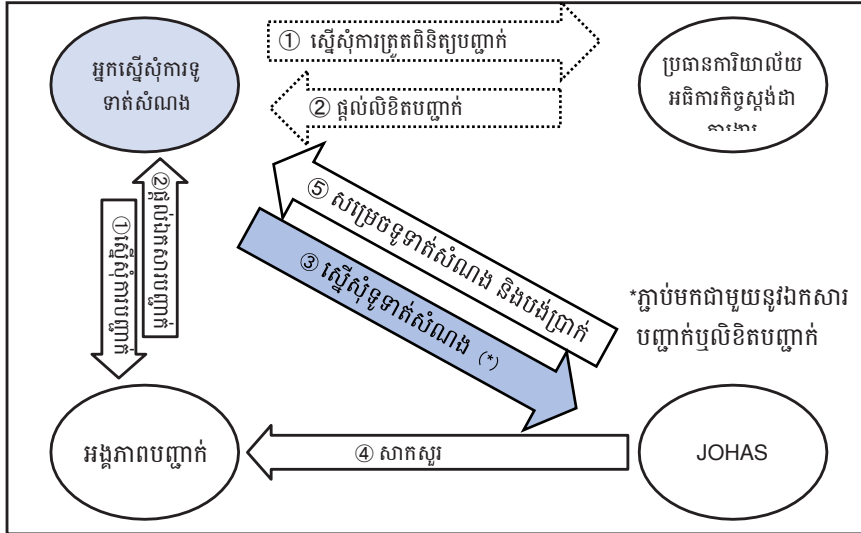 ① ស្នើសុំការត្រួតពិនិត្យបញ្ជាក់
អ្នកស្នើសុំការទូ
ទាត់សំណង
ប្រធានការិយាល័យ
អធិការកិច្ចស្តង់ដា
ការងារ
② ផ្តល់លិខិតបញ្ជាក់
②ផ្តល់ឯកសារបញ្ជាក់
①ស្នើសុំការបញ្ជាក់
⑤ សម្រេចទូទាត់សំណង និងបង់ប្រាក់
③ ស្នើសុំទូទាត់សំណង (*)
*ភ្ជាប់មកជាមួយនូវឯកសារ
បញ្ជាក់ឬលិខិតបញ្ជាក់
អង្គភាពបញ្ជាក់
④ សាកសួរ
JOHAS